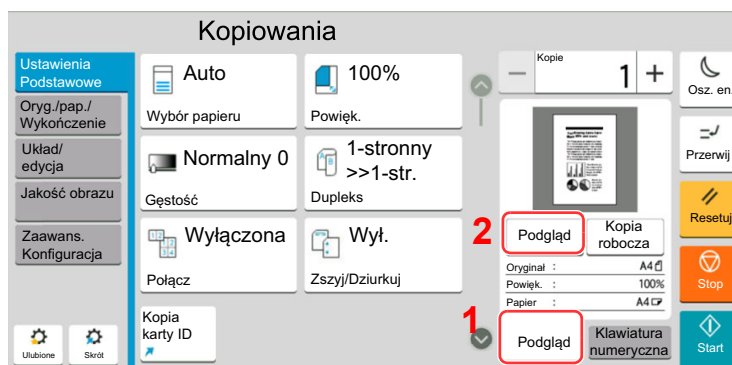 Kopiowania
Ustawienia
Podstawowe
Oryg./pap./
Wykończenie
Układ/
edycja
Jakość obrazu
Zaawans.
Konfiguracja
Ulubione
Skrót
Auto
Wybór papieru
100%
Powięk.
Normalny 0
Gęstość
1-stronny
>>1-str.
Dupleks
Wyłączona
Połącz
Wył.
Zszyj/Dziurkuj
Kopia
karty ID
Kopie
1
2
Podgląd
Kopia
robocza
Oryginał : A4
Powięk. : 100%
Papier : A4
1
Podgląd
Klawiatura
numeryczna
Osz. en.
Przerwij
Resetuj
Stop
Start